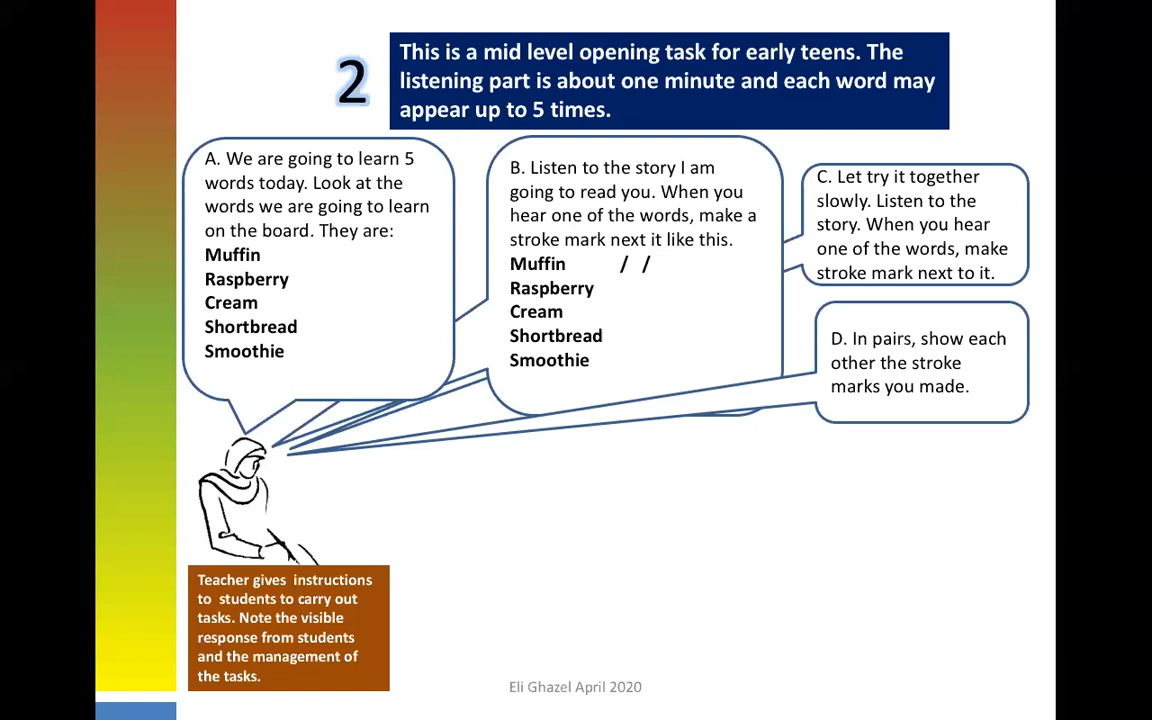 2
This is a mid level opening task for early teens. The
listening part is about one minute and each word may
appear up to 5 times.
A. We are going to learn 5
words today. Look at the
words we are going to learn
on the board. They are:
Muffin
Raspberry
Cream
Shortbread
Smoothie
B. Listen to the story I am
going to read you. When you
hear one of the words, make a
stroke mark next it like this.
Muffin / /
Raspberry
Cream
Shortbread
Smoothie
C. Let try it together
slowly. Listen to the
story. When you hear
one of the words, make
stroke mark next to it.
D. In pairs, show each
other the stroke
marks you made.
Teacher gives instructions
to students to carry out
tasks. Note the visible
response from students
and the management of
the tasks.
Eli Ghazel April 2020